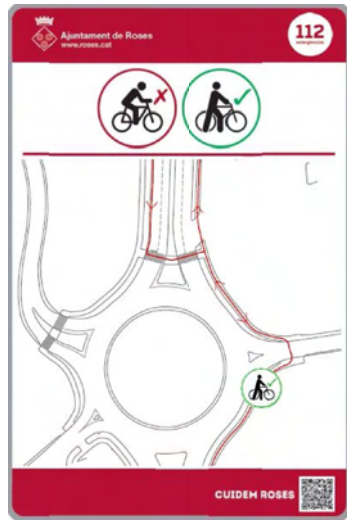 Ajuntament de Roses
www.roses.cat
112
emergències
CUIDEM ROSES